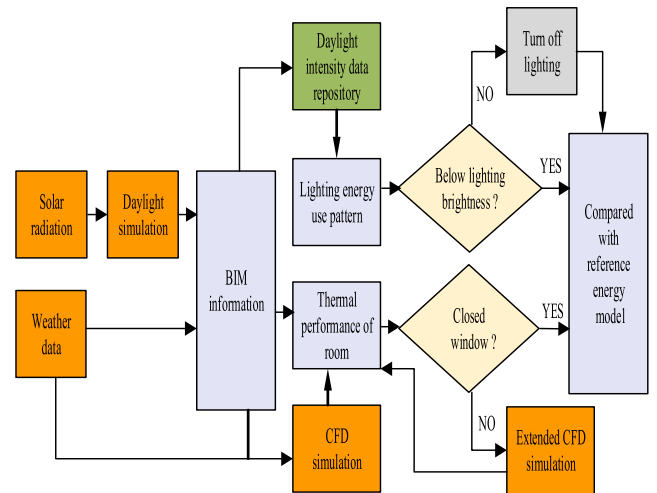 Daylight
intensity data
repository
Turn off
lighting
NO
Solar
radiation
Daylight
simulation
BIM
information
Lighting energy
use pattern
Below lighting
brightness ?
YES
Compared
with
reference
energy
model
Weather
data
Thermal
performance of
room
Closed
window ?
YES
NO
CFD
simulation
Extended CFD
simulation